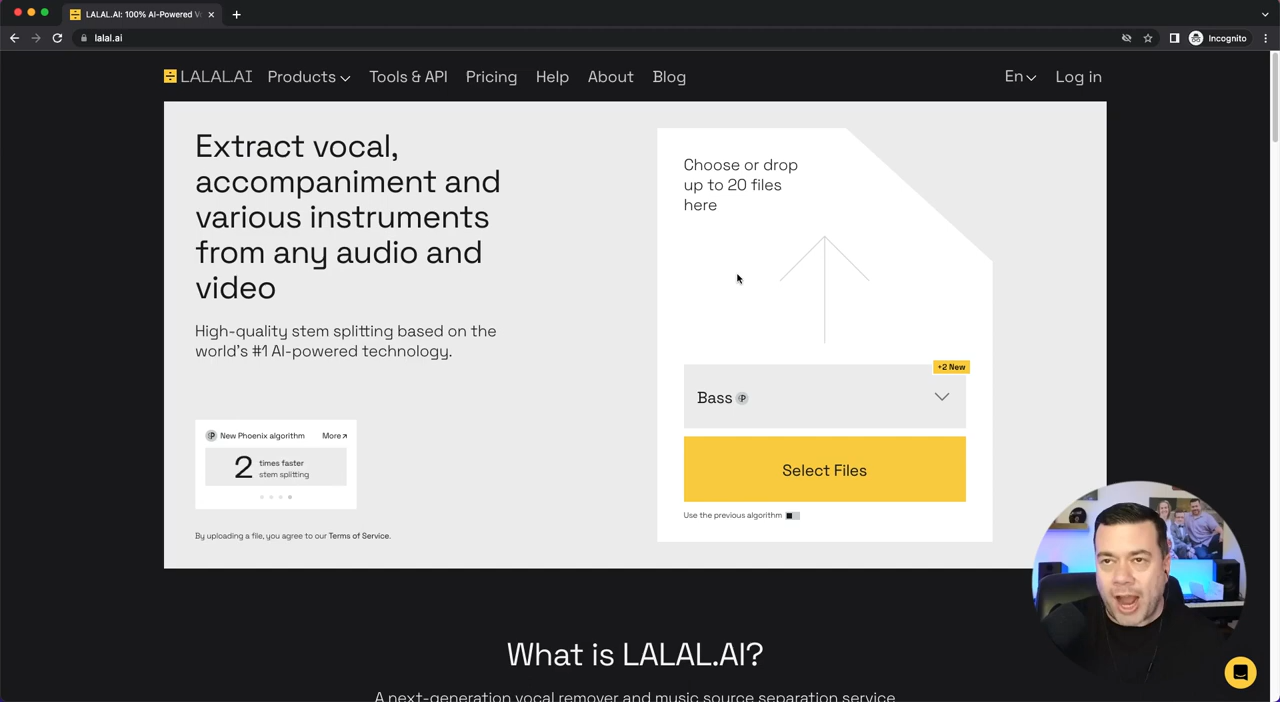 LALAL.AI: 100% AI-Powered Vo
lalal.ai
Incognito
LALAL.AI
Products
Tools & API
Pricing
Help
About
Blog
En
Log in
Extract vocal,
accompaniment and
various instruments
from any audio and
video
High-quality stem splitting based on the
world's #1 AI-powered technology.
P New Phoenix algorithm
More
2 times faster
stem splitting
By uploading a file, you agree to our Terms of Service.
Choose or drop
up to 20 files
here
+2 New
Bass P
Select Files
Use the previous algorithm
What is LALAL.AI?
A next-generation vocal remover and music source separation service